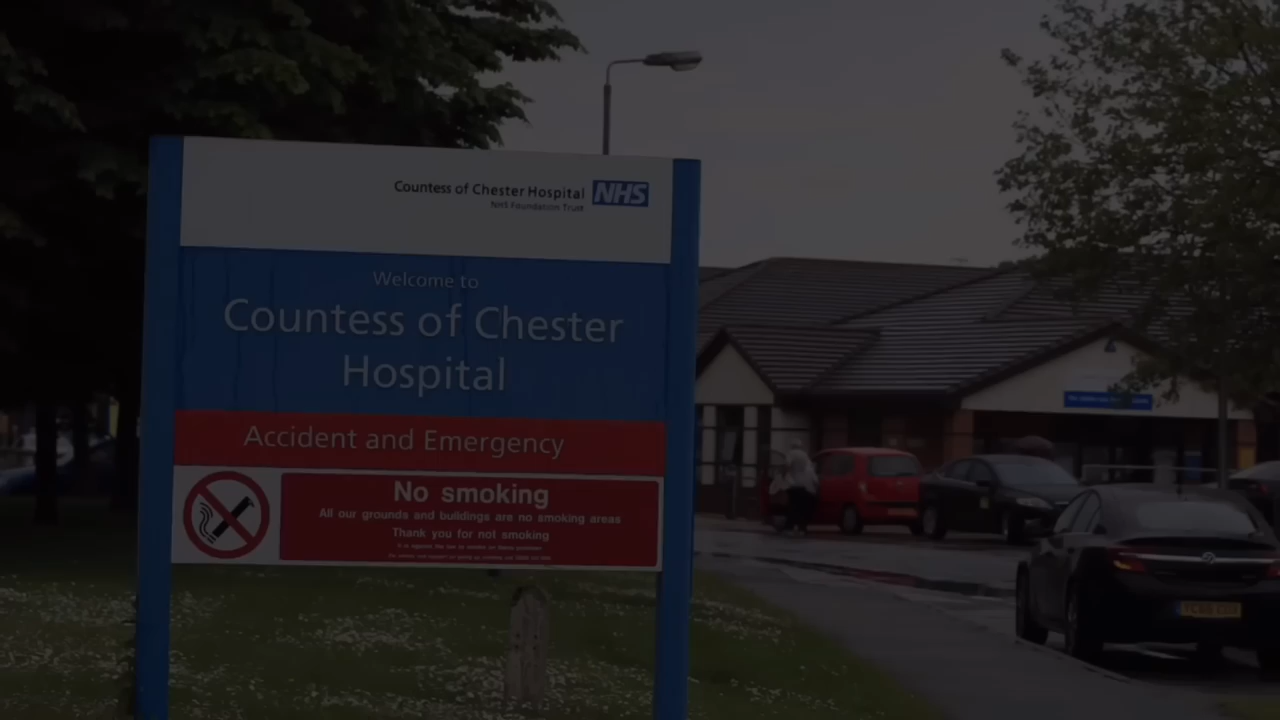 Countess of Chester Hospital NHS
NHS Foundation Trust
Welcome to
Countess of Chester
Hospital
Accident and Emergency
No smoking
All our grounds and buildings are no smoking areas
Thank you for not smoking